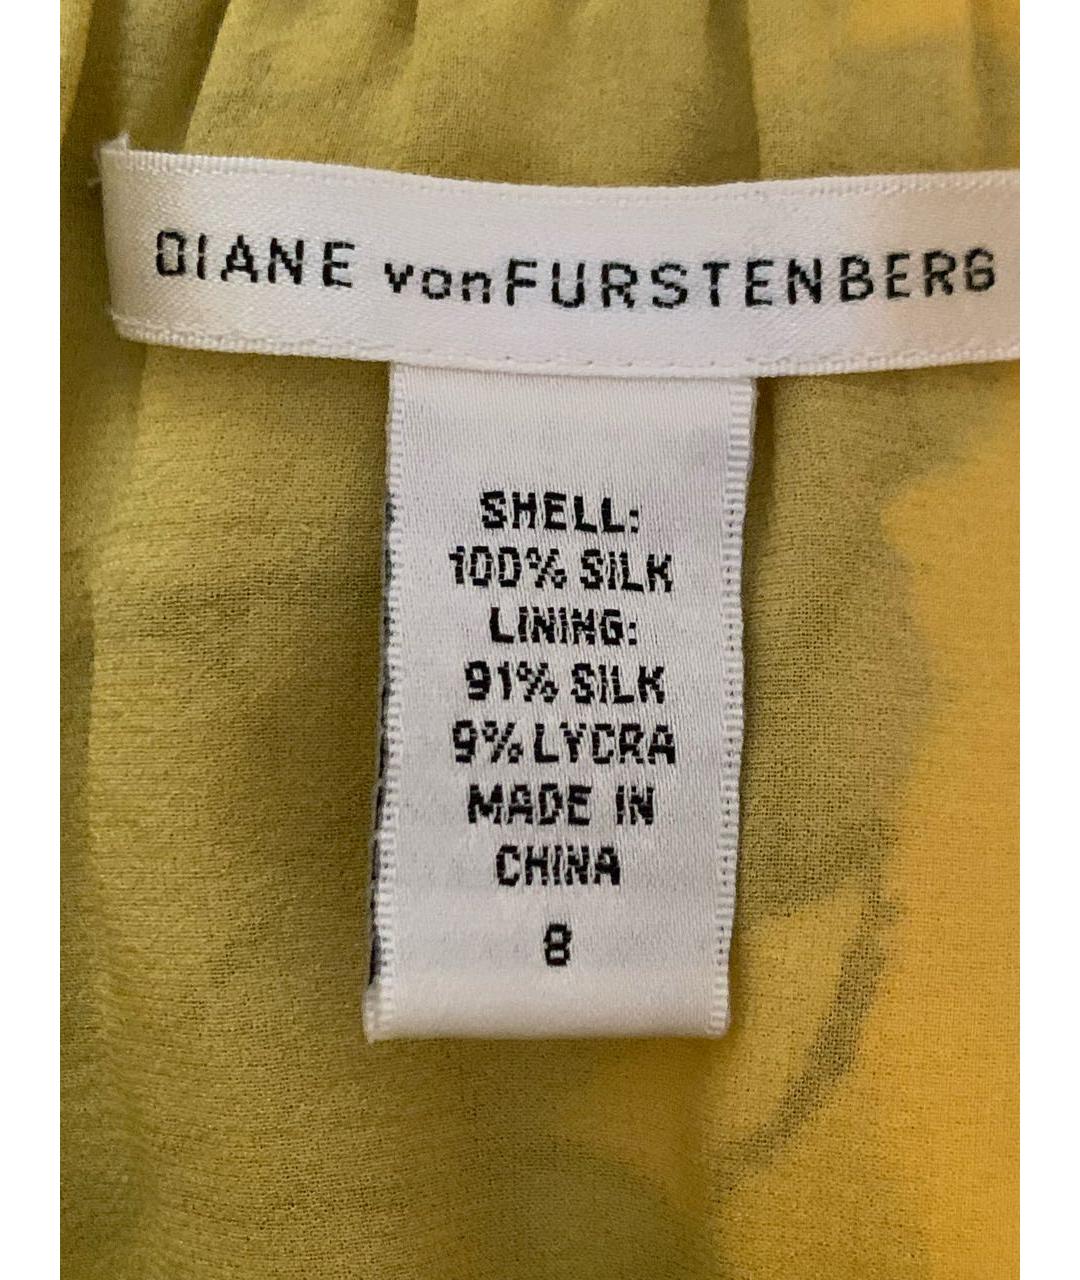 DIANE vonFURSTENBERG
SHELL:
100% SILK
LINING:
91% SILK
9% LYCRA
MADE IN
CHINA
8